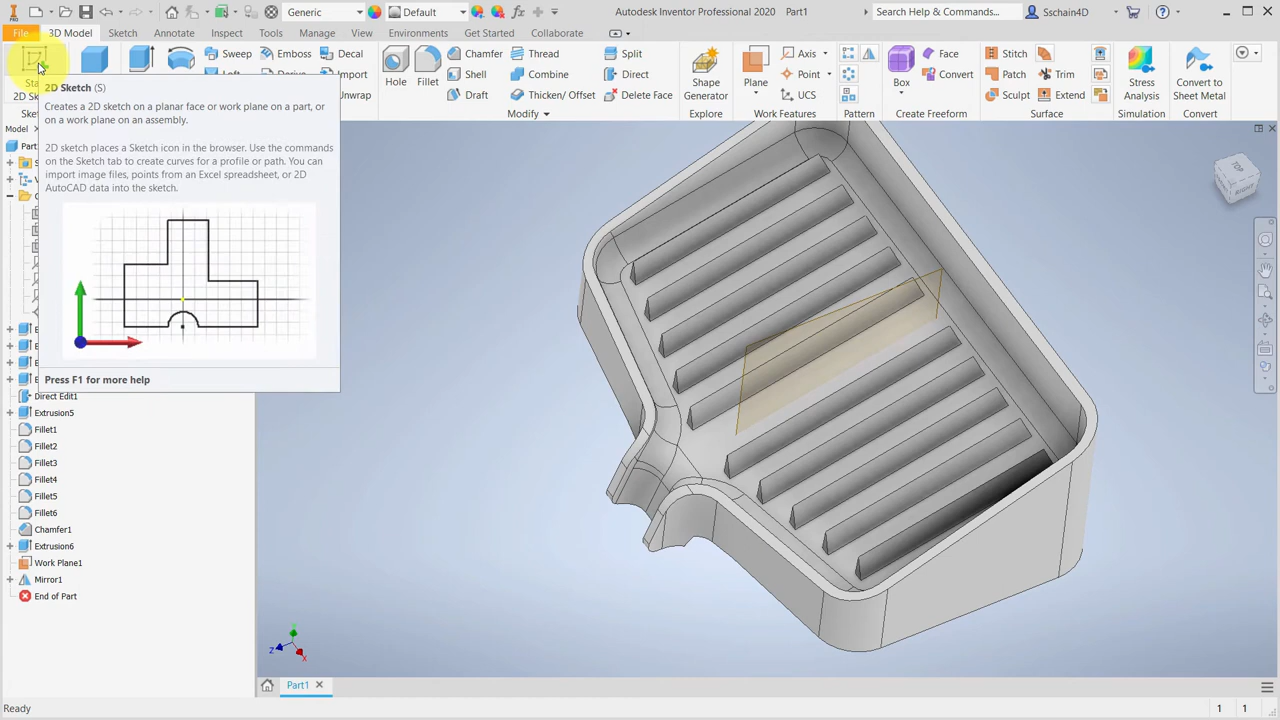 PRO
Generic
Default
Autodesk Inventor Professional 2020 Part1
Search Help & Commands...
Sschain4D
File
3D Model
Sketch
Annotate
Inspect
Tools
Manage
View
Environments
Get Started
Collaborate
Sweep
Emboss
Decal
Import
Hole
Fillet
Chamfer
Shell
Draft
Thread
Combine
Thicken/ Offset
Split
Direct
Delete Face
Modify
Shape
Generator
Explore
Plane
Axis
Point
UCS
Work Features
Pattern
Box
Face
Convert
Create Freeform
Stitch
Patch
Sculpt
Trim
Extend
Surface
Stress
Analysis
Simulation
Convert to
Sheet Metal
Convert
2D Sketch (S)
Creates a 2D sketch on a planar face or work plane on a part, or
on a work plane on an assembly.
2D sketch places a Sketch icon in the browser. Use the commands
on the Sketch tab to create curves for a profile or path. You can
import image files, points from an Excel spreadsheet, or 2D
AutoCAD data into the sketch.
Press F1 for more help
Model
Direct Edit1
Extrusion5
Fillet1
Fillet2
Fillet3
Fillet4
Fillet5
Fillet6
Chamfer1
Extrusion6
Work Plane1
Mirror1
End of Part
TOP
RIGHT
Y
Z
X
Part1
Ready
1 1